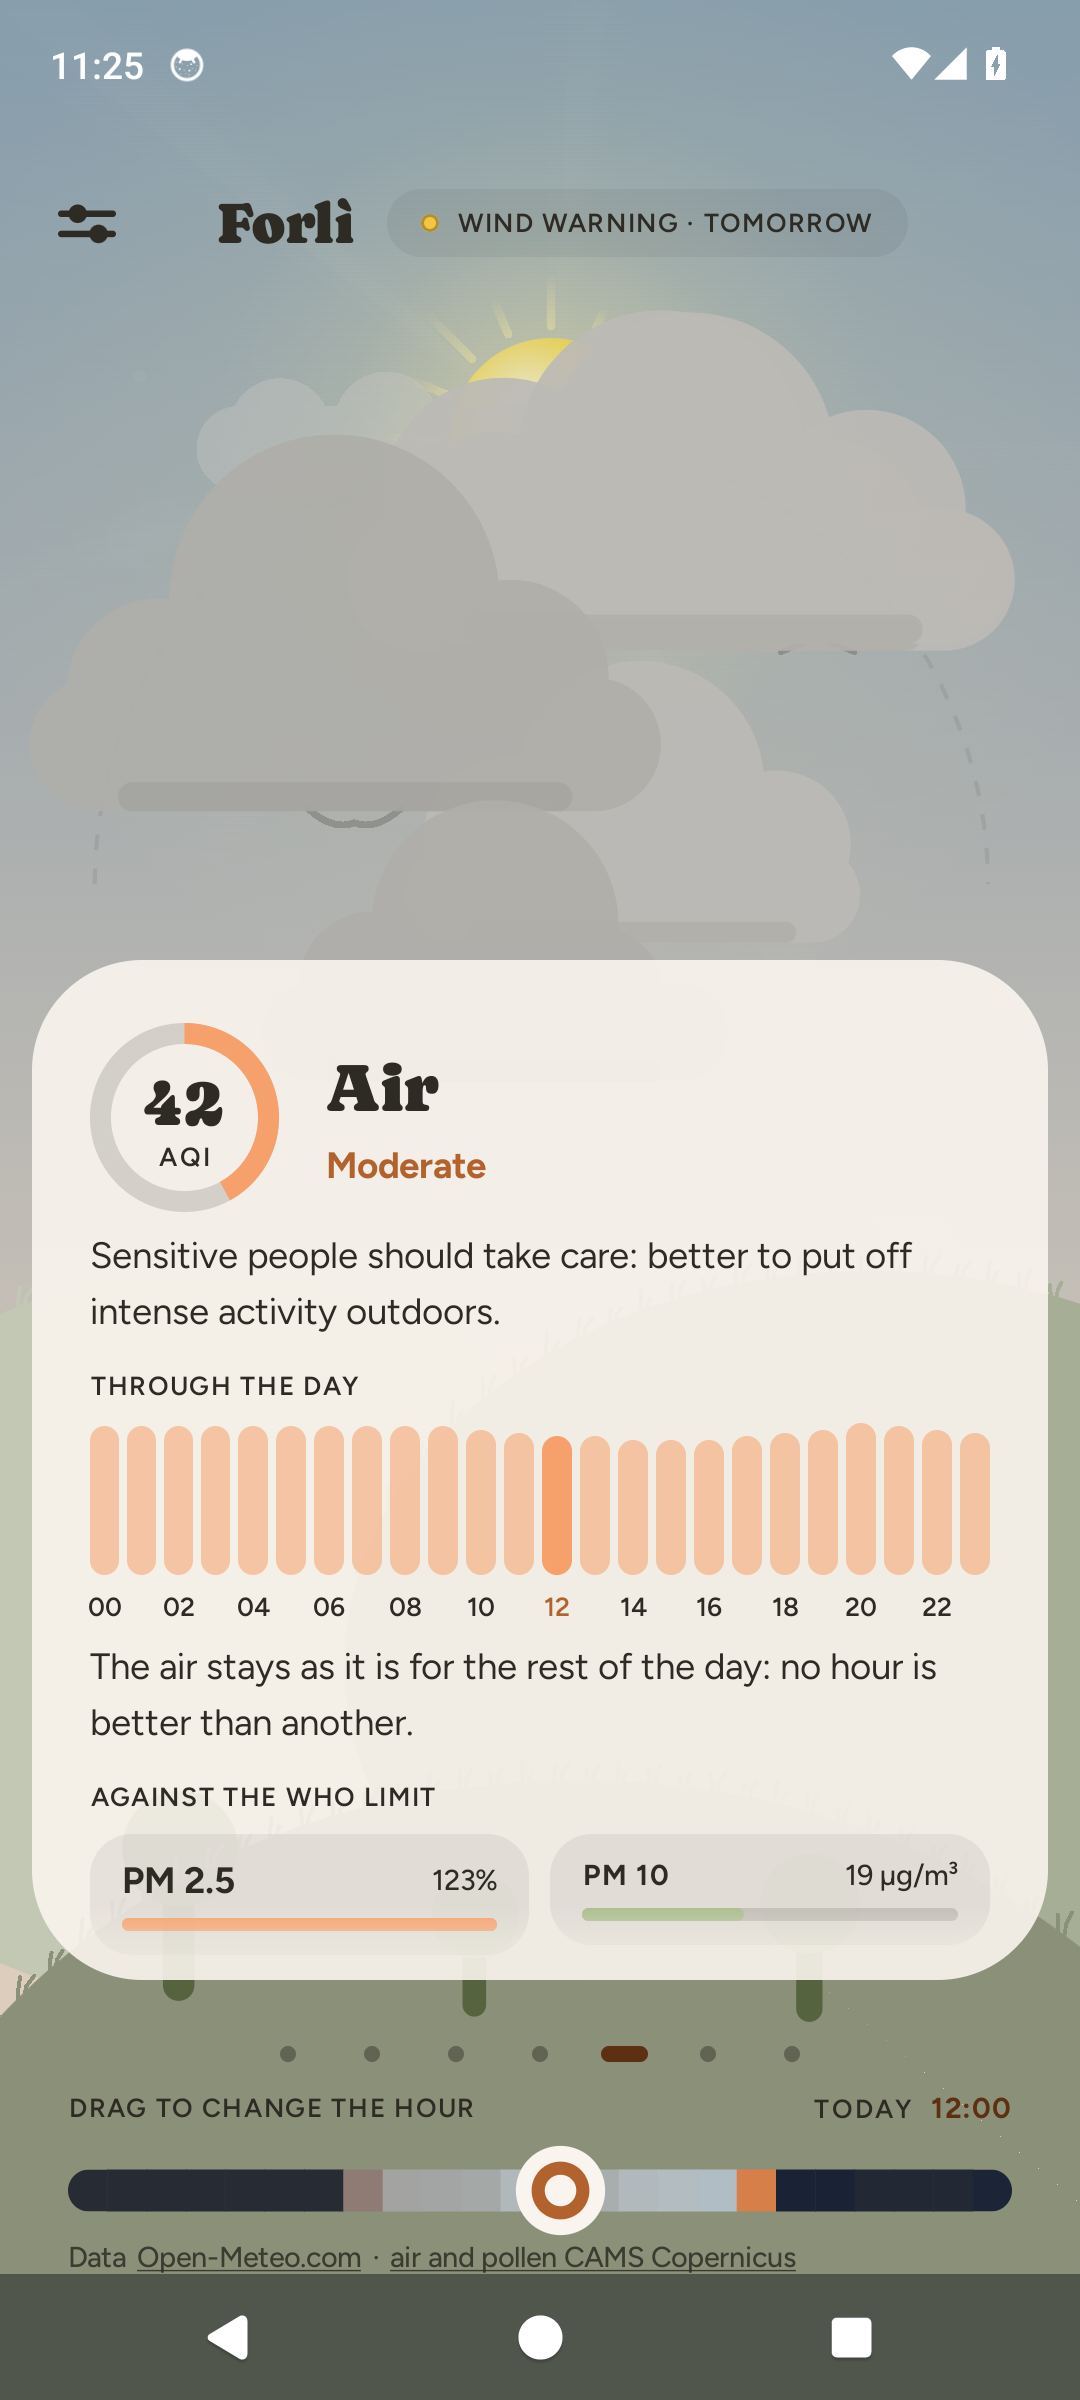 11:25
Forlì
WIND WARNING · TOMORROW
42
AQI
Air
Moderate
Sensitive people should take care: better to put off
intense activity outdoors.
THROUGH THE DAY
00 02 04 06 08 10 12 14 16 18 20 22
The air stays as it is for the rest of the day: no hour is
better than another.
AGAINST THE WHO LIMIT
PM 2.5 123%
PM 10 19 µg/m³
DRAG TO CHANGE THE HOUR
TODAY 12:00
Data Open-Meteo.com · air and pollen CAMS Copernicus